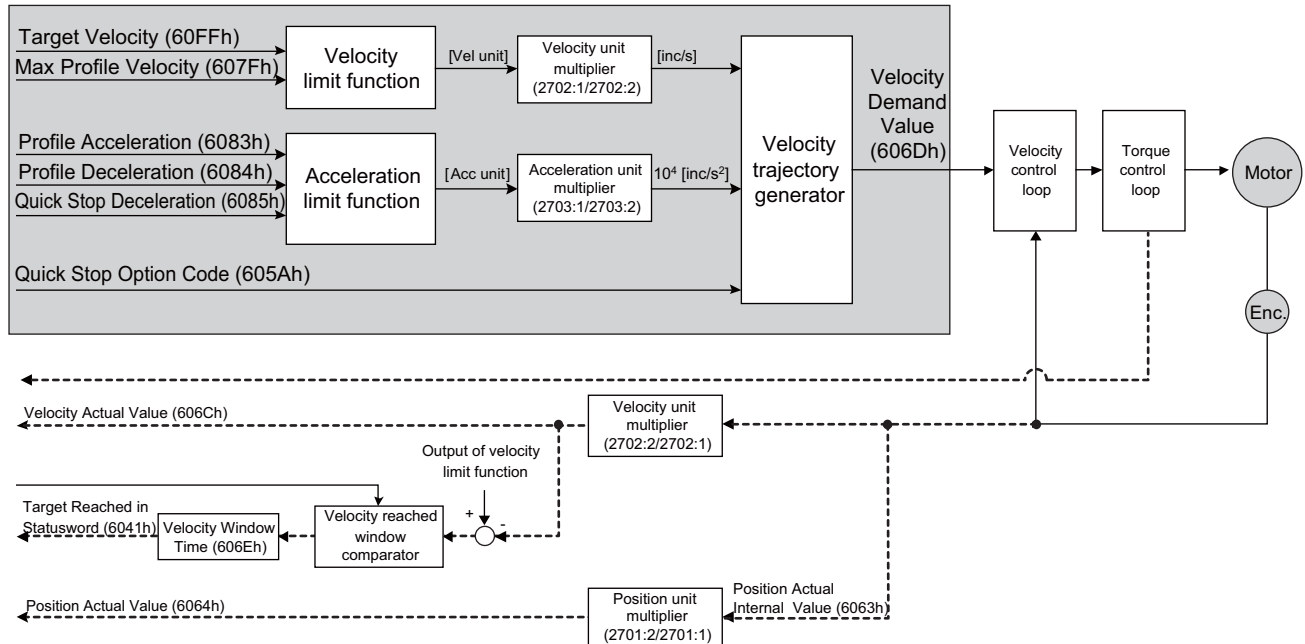 Target Velocity (60FFh)
Max Profile Velocity (607Fh)
Velocity
limit function
[Vel unit]
Velocity unit
multiplier
(2702:1/2702:2)
[inc/s]
Profile Acceleration (6083h)
Profile Deceleration (6084h)
Quick Stop Deceleration (6085h)
Acceleration
limit function
[Acc unit]
Acceleration unit
multiplier
(2703:1/2703:2)
10⁴ [inc/s²]
Quick Stop Option Code (605Ah)
Velocity
trajectory
generator
Velocity
Demand
Value
(606Dh)
Velocity
control
loop
Torque
control
loop
Motor
Enc.
Velocity Actual Value (606Ch)
Velocity unit
multiplier
(2702:2/2702:1)
Output of velocity
limit function
+
-
Target Reached in
Statusword (6041h)
Velocity Window
Time (606Eh)
Velocity reached
window
comparator
Position Actual Value (6064h)
Position unit
multiplier
(2701:2/2701:1)
Position Actual
Internal Value (6063h)